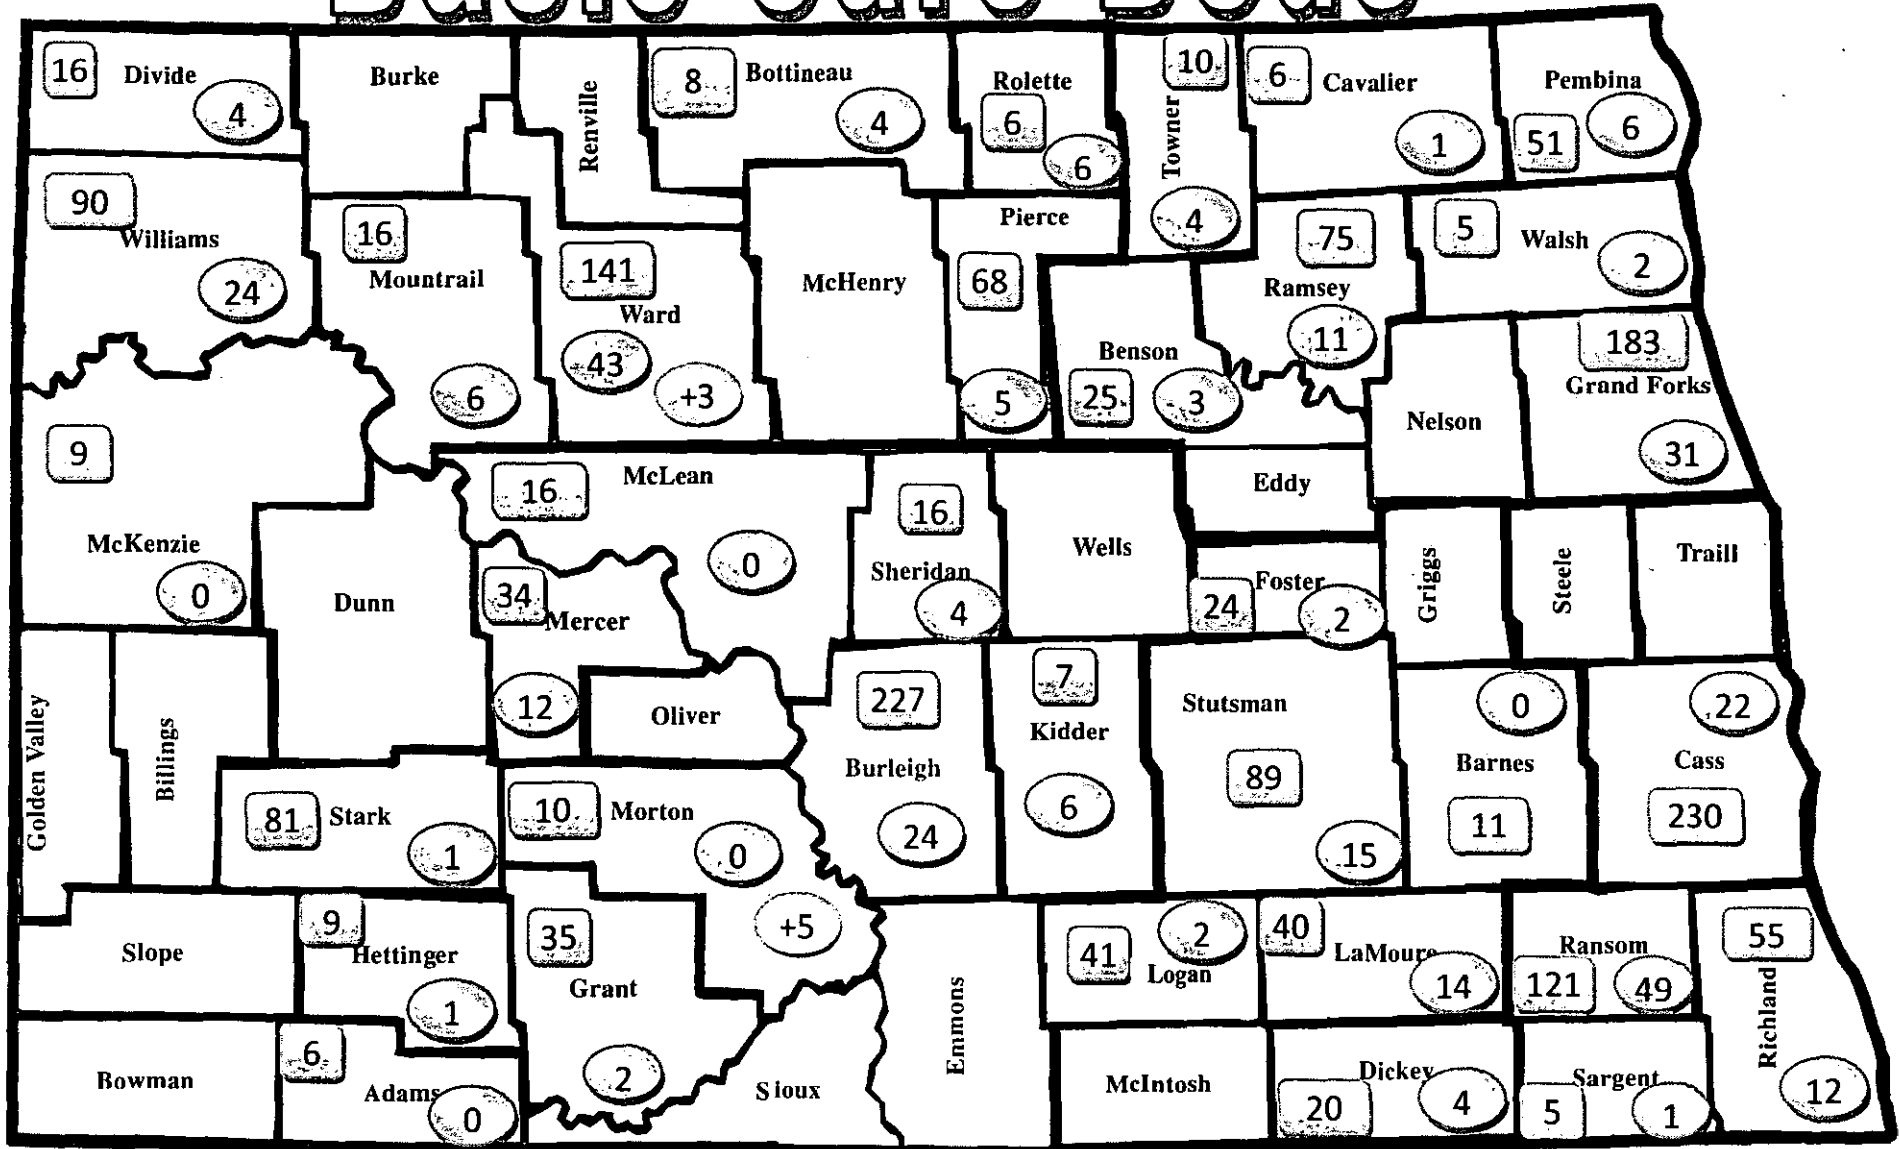 Basic Care Beds
16 Divide 4
Burke
Renville
8 Bottineau 4
Rolette 6 6
10 Towner 4
6 Cavalier 1
Pembina 51 6
90 Williams 24
16 Mountrail 6
141 Ward 43 +3
McHenry
Pierce 68 5
Benson 25 3
75 Ramsey 11
5 Walsh 2
Nelson
183 Grand Forks 31
9 McKenzie 0
Dunn
16 McLean 0
34 Mercer 12
Oliver
16 Sheridan 4
Wells
Eddy
Foster 24 2
Griggs
Steele
Traill
Golden Valley
Billings
81 Stark 1
10 Morton 0 +5
227 Burleigh 24
7 Kidder 6
Stutsman 89 15
0 Barnes 11
22 Cass 230
Slope
9 Hettinger 1
35 Grant 2
Bowman
6 Adams 0
Sioux
Emmons
41 2 Logan
40 LaMoure 14
Ransom 121 49
55 Richland 12
McIntosh
Dickey 20 4
Sargent 5 1